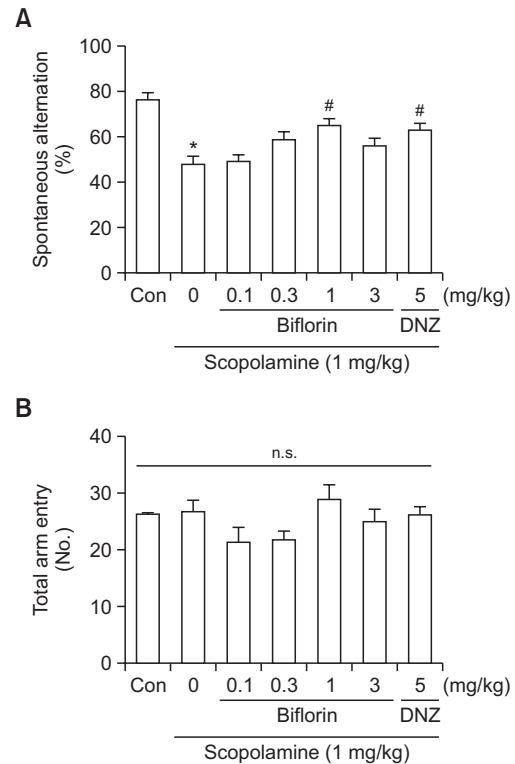 A
100
80
60
40
20
0
Spontaneous alternation
(%)
*
#
#
Con 0 0.1 0.3 1 3 5 (mg/kg)
Biflorin DNZ
Scopolamine (1 mg/kg)
B
40
30
20
10
0
Total arm entry
(No.)
n.s.
Con 0 0.1 0.3 1 3 5 (mg/kg)
Biflorin DNZ
Scopolamine (1 mg/kg)